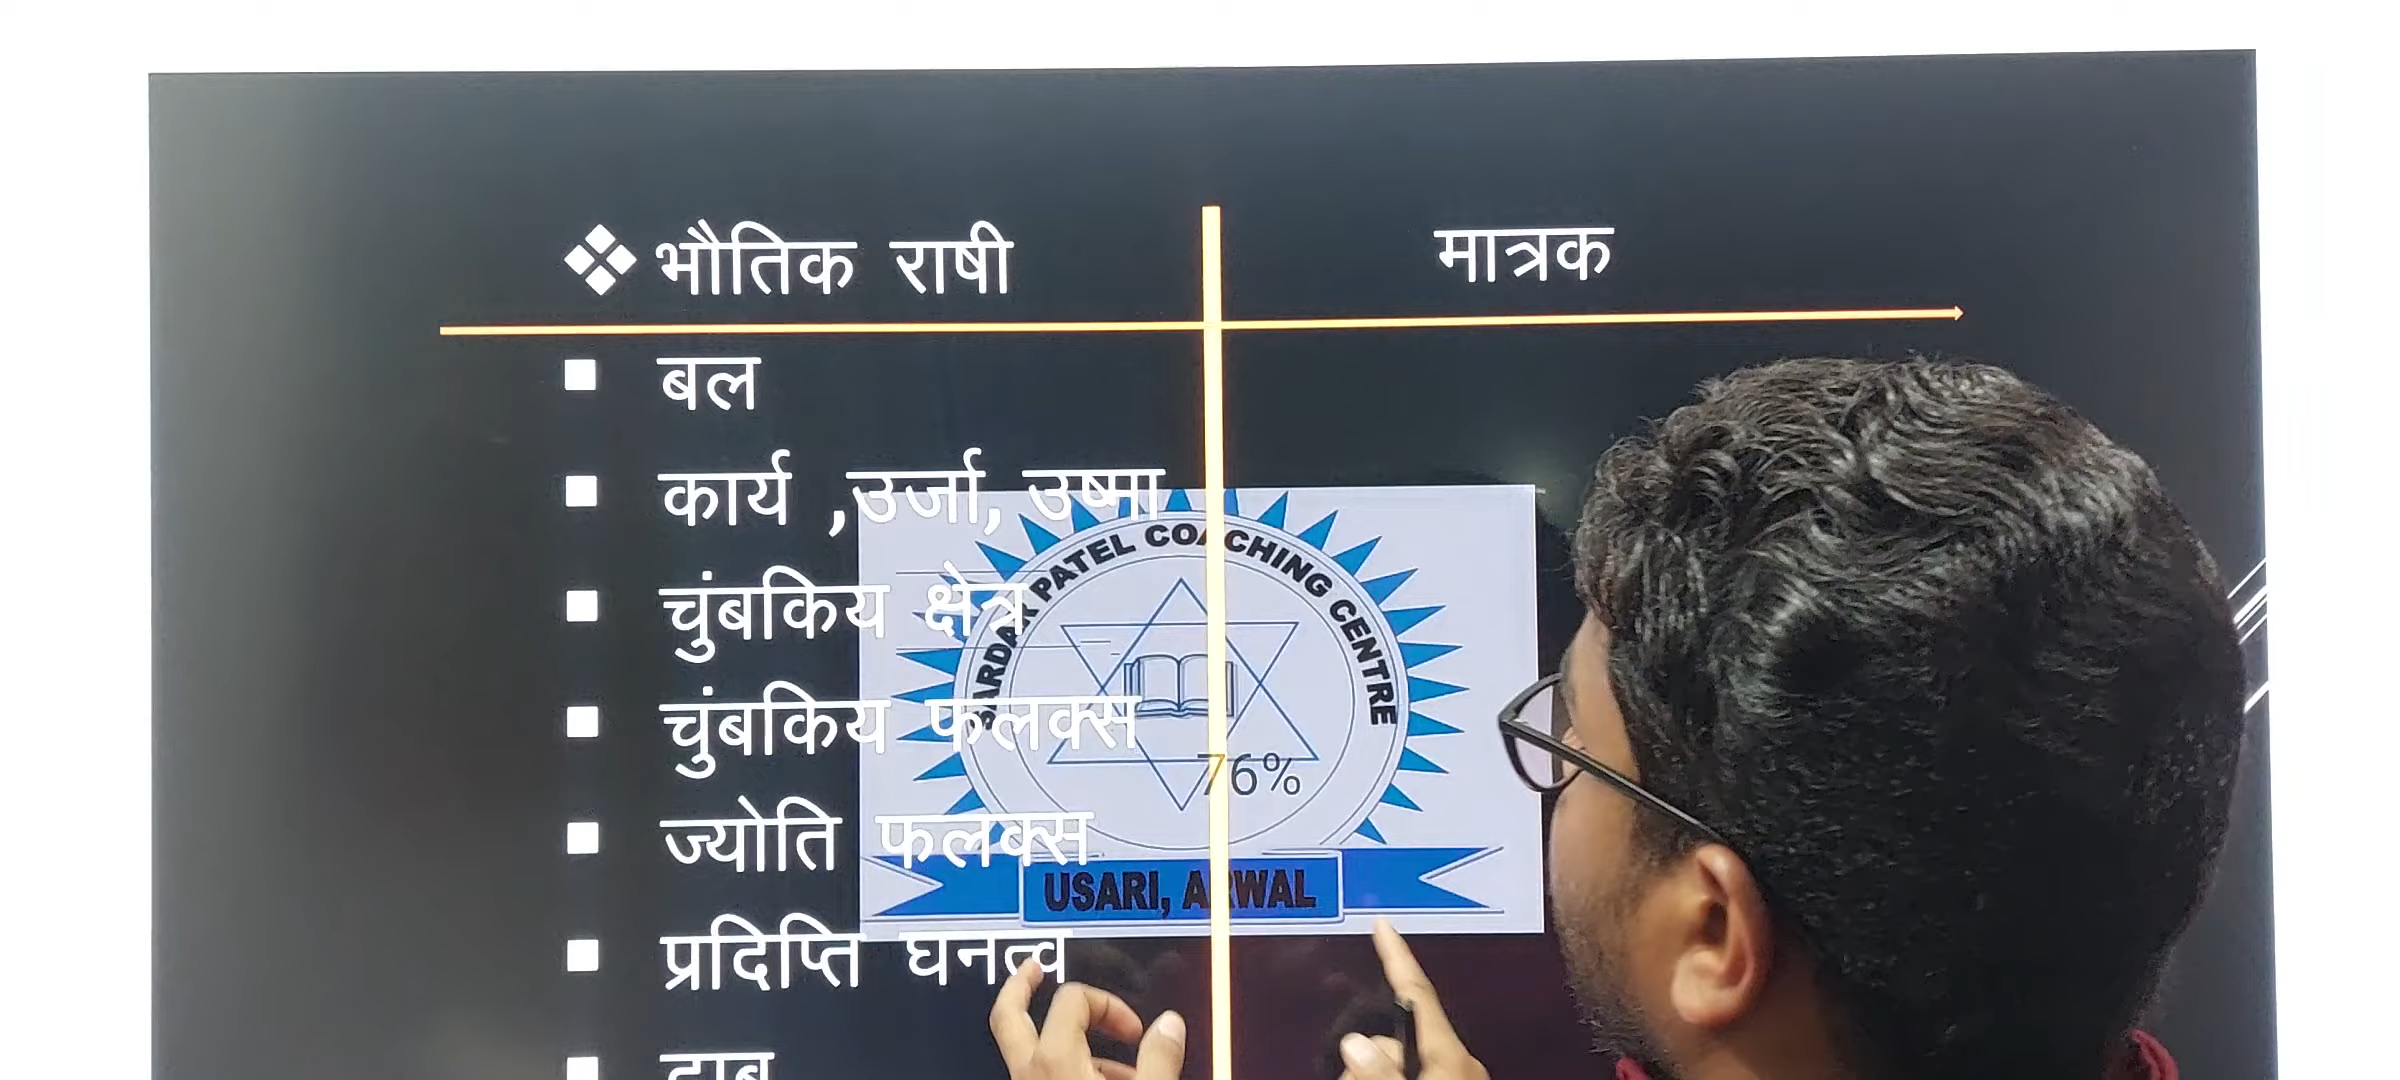 भौतिक राषी
मात्रक
बल
कार्य ,उर्जा, उष्मा
चुंबकिय क्षेत्र
चुंबकिय फलक्स
ज्योति फलक्स
प्रदिप्ति घनत्व
दाब
SARDAR PATEL COACHING CENTRE
76%
USARI, ARWAL